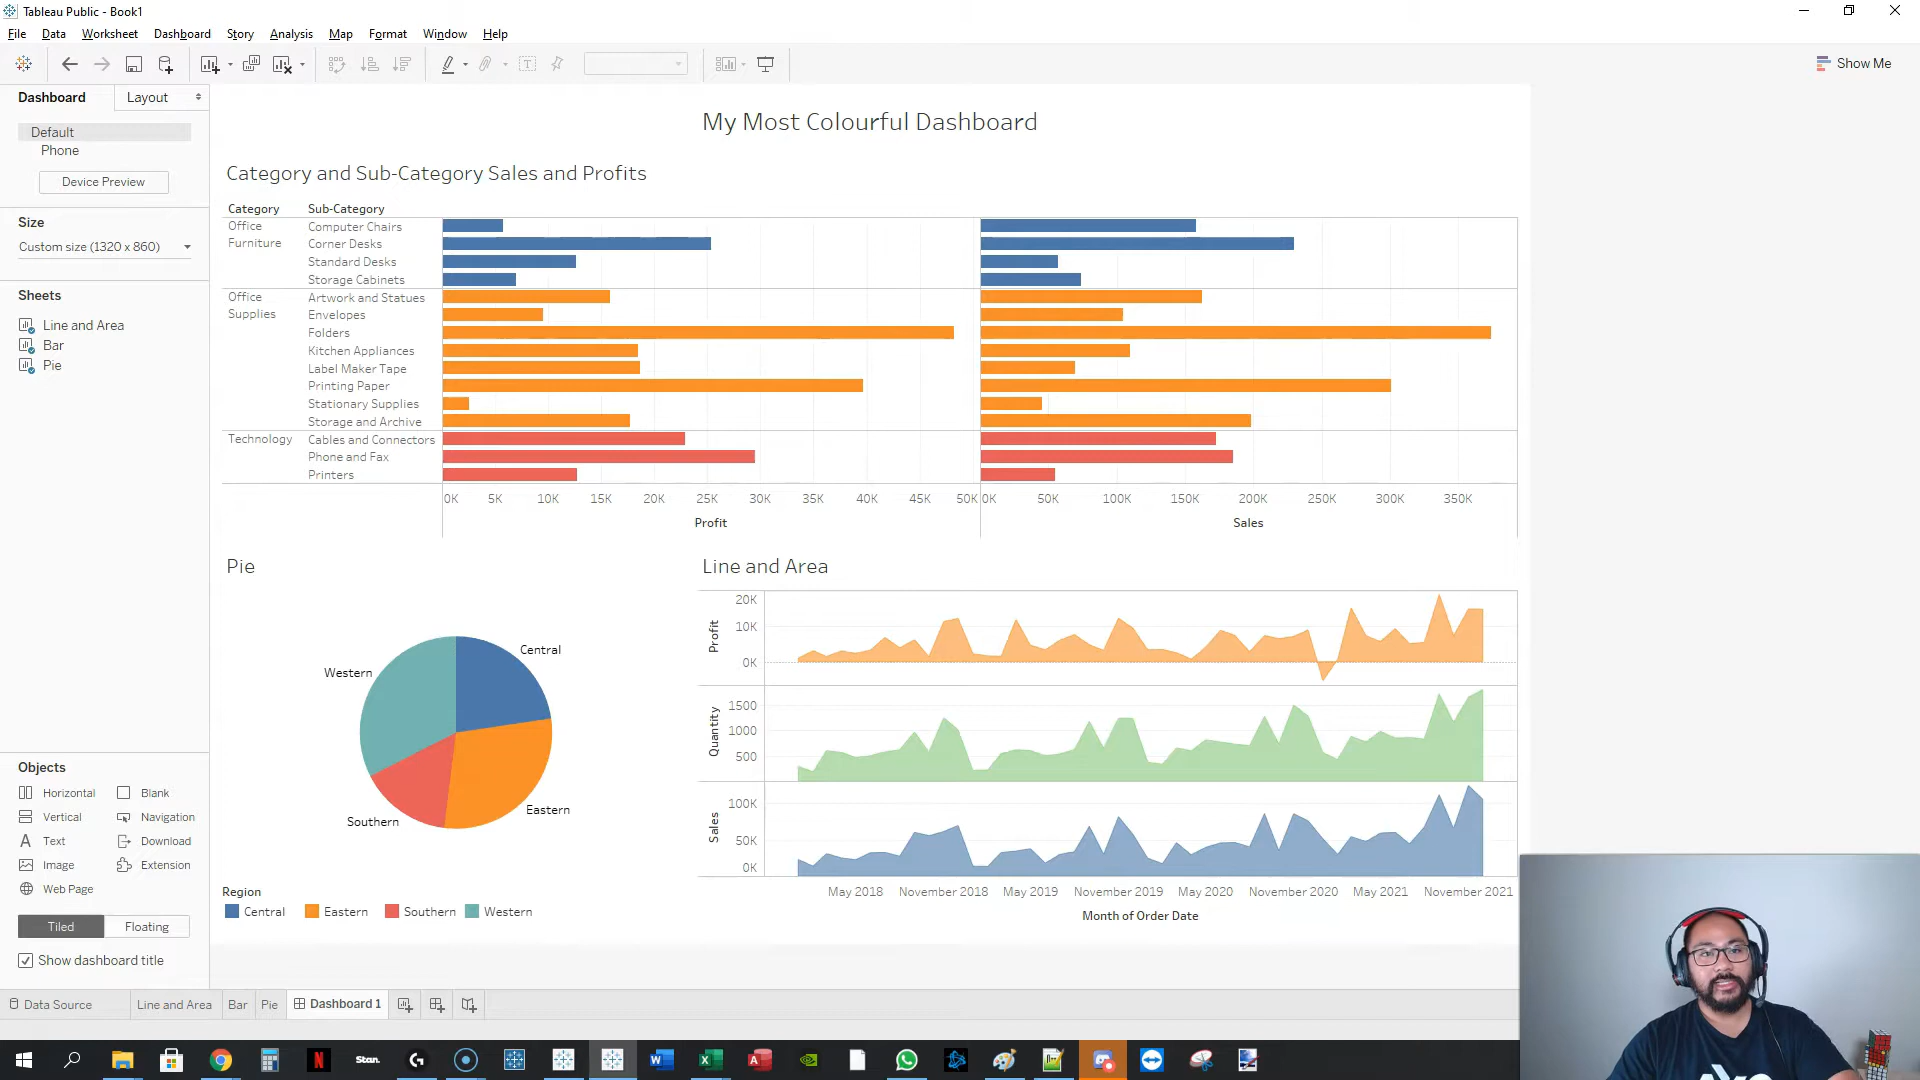 Tableau Public - Book1
File Data Worksheet Dashboard Story Analysis Map Format Window Help
Show Me
Dashboard Layout
Default
Phone
Device Preview
Size
Custom size (1320 x 860)
Sheets
Line and Area
Bar
Pie
Objects
Horizontal Blank
Vertical Navigation
Text Download
Image Extension
Web Page
Tiled Floating
Show dashboard title
My Most Colourful Dashboard
Category and Sub-Category Sales and Profits
Category Sub-Category
Office Furniture
Computer Chairs
Corner Desks
Standard Desks
Storage Cabinets
Office Supplies
Artwork and Statues
Envelopes
Folders
Kitchen Appliances
Label Maker Tape
Printing Paper
Stationary Supplies
Storage and Archive
Technology
Cables and Connectors
Phone and Fax
Printers
0K 5K 10K 15K 20K 25K 30K 35K 40K 45K 50K 0K 50K 100K 150K 200K 250K 300K 350K
Profit Sales
Pie
Central
Western
Eastern
Southern
Region
Central Eastern Southern Western
Line and Area
Profit
20K
10K
0K
Quantity
1500
1000
500
Sales
100K
50K
0K
May 2018 November 2018 May 2019 November 2019 May 2020 November 2020 May 2021 November 2021
Month of Order Date
Data Source Line and Area Bar Pie Dashboard 1
Stan.